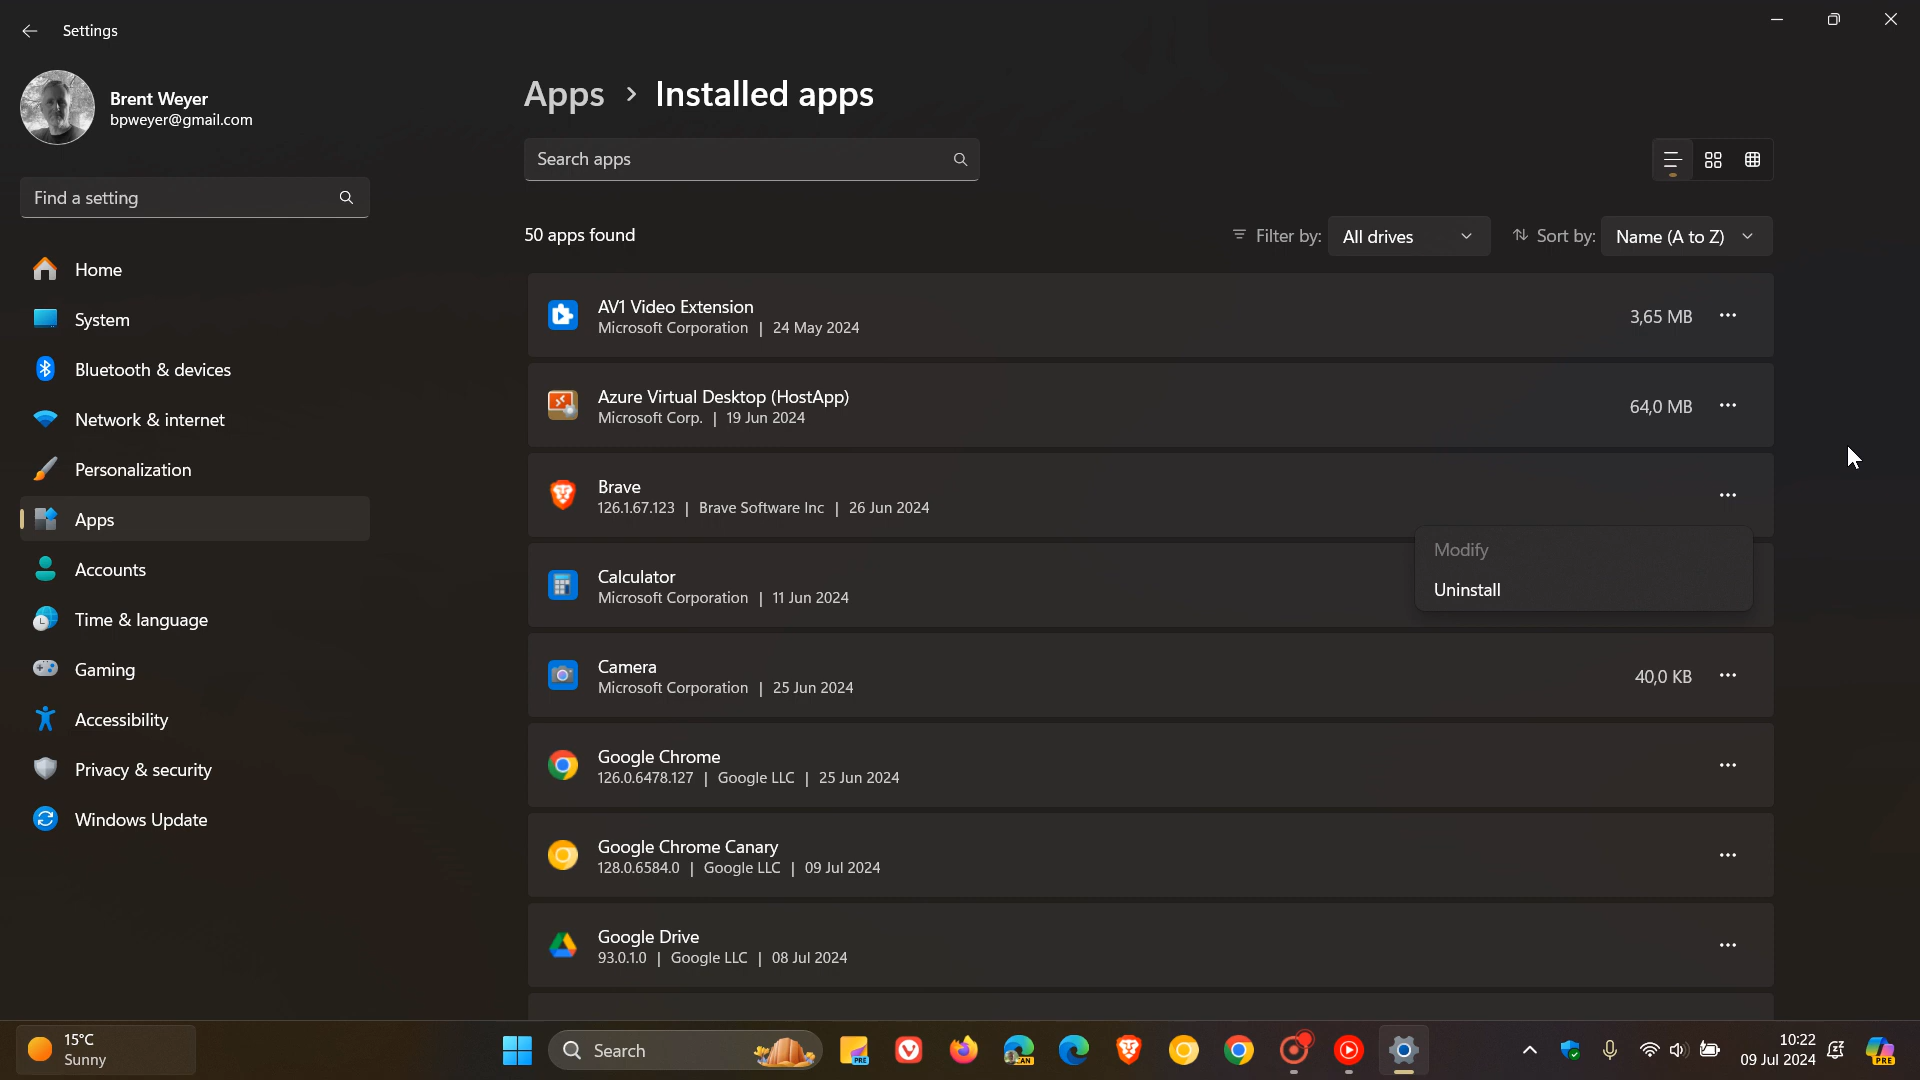 Settings
Brent Weyer
bpweyer@gmail.com
Find a setting
Home
System
Bluetooth & devices
Network & internet
Personalization
Apps
Accounts
Time & language
Gaming
Accessibility
Privacy & security
Windows Update
Apps > Installed apps
Search apps
50 apps found
Filter by: All drives
Sort by: Name (A to Z)
AV1 Video Extension
Microsoft Corporation | 24 May 2024
3,65 MB
Azure Virtual Desktop (HostApp)
Microsoft Corp. | 19 Jun 2024
64,0 MB
Brave
126.1.67.123 | Brave Software Inc | 26 Jun 2024
Modify
Uninstall
Calculator
Microsoft Corporation | 11 Jun 2024
Camera
Microsoft Corporation | 25 Jun 2024
40,0 KB
Google Chrome
126.0.6478.127 | Google LLC | 25 Jun 2024
Google Chrome Canary
128.0.6584.0 | Google LLC | 09 Jul 2024
Google Drive
93.0.1.0 | Google LLC | 08 Jul 2024
15°C
Sunny
Search
PRE
CAN
10:22
09 Jul 2024
PRE